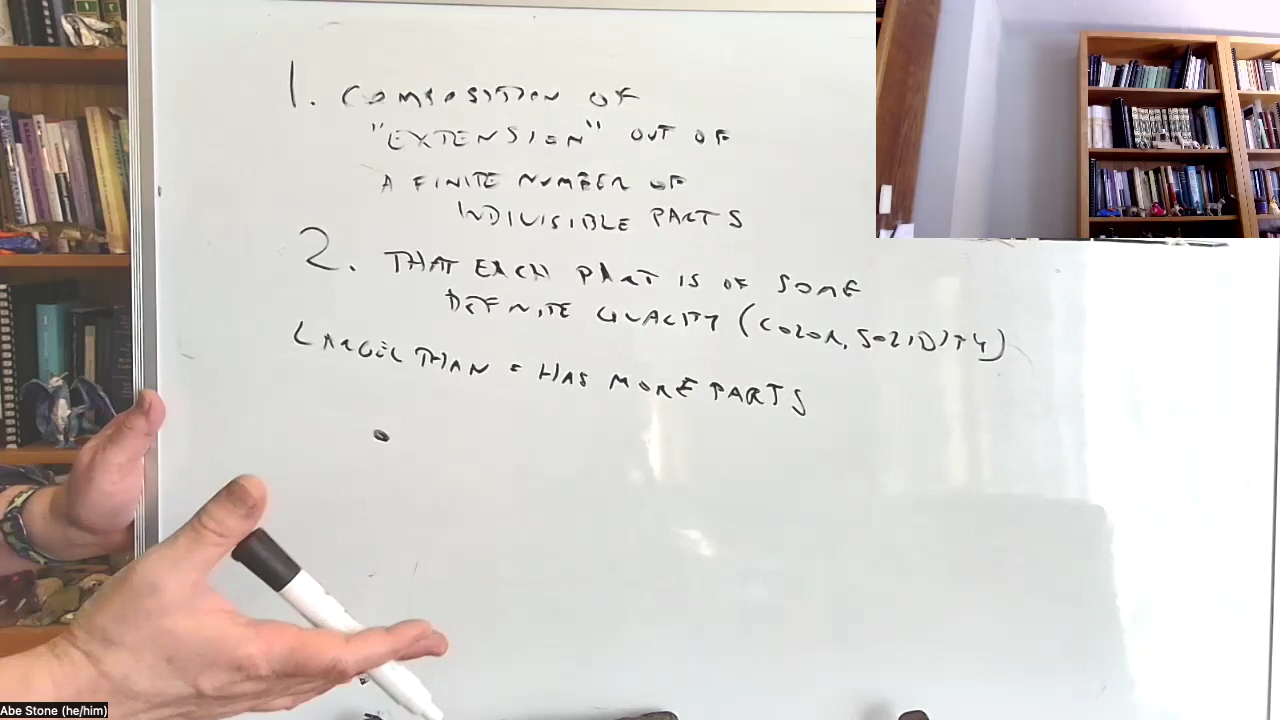 1. COMPOSITION OF
"EXTENSION" OUT OF
A FINITE NUMBER OF
INDIVISIBLE PARTS
2. THAT EACH PART IS OF SOME
DEFINITE QUALITY (COLOR, SOLIDITY)
LARGER THAN = HAS MORE PARTS
Abe Stone (he/him)